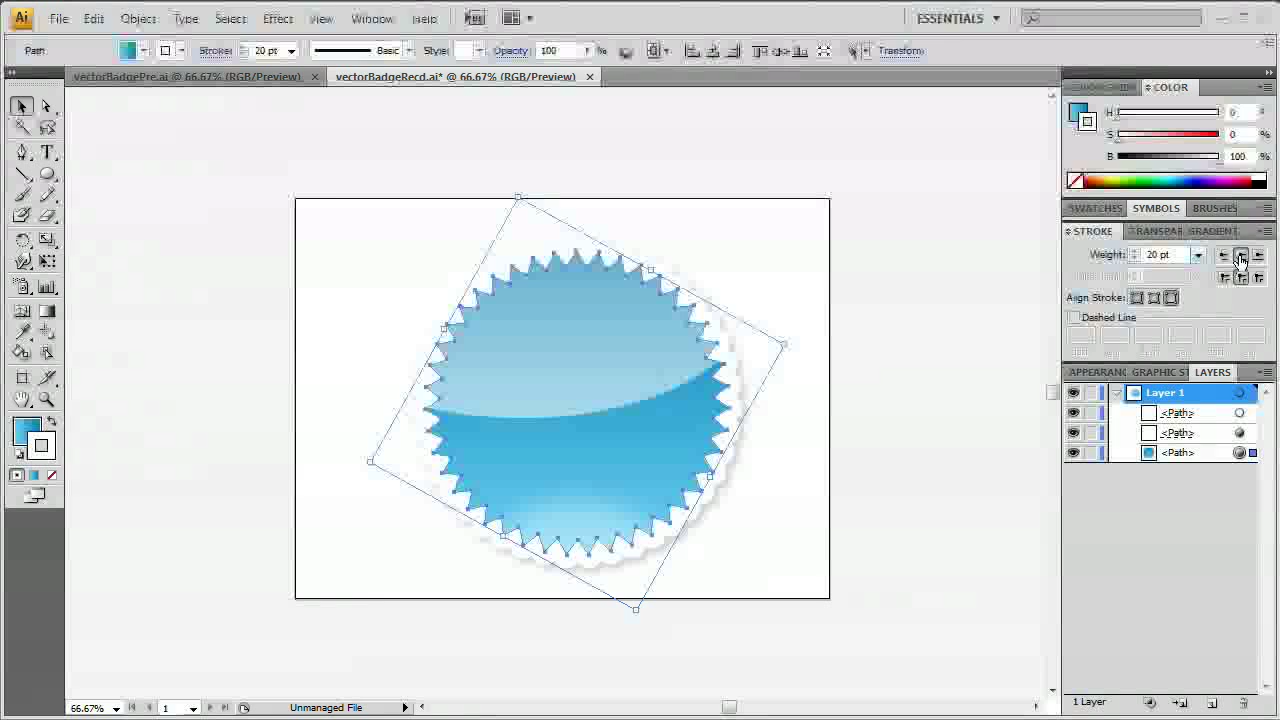 Ai File Edit Object Type Select Effect View Window Help ESSENTIALS
Path Stroke: 20 pt Basic Style: Opacity: 100 % Transform
vectorBadgePre.ai @ 66.67% (RGB/Preview) vectorBadgeRecd.ai* @ 66.67% (RGB/Preview)
COLOR
H 0 °
S 0 %
B 100 %
SWATCHES SYMBOLS BRUSHES
STROKE TRANSPAR GRADIENT
Weight: 20 pt
Align Stroke:
Dashed Line
APPEARANC GRAPHIC ST LAYERS
Layer 1
<Path>
<Path>
<Path>
66.67% 1 Unmanaged File
1 Layer